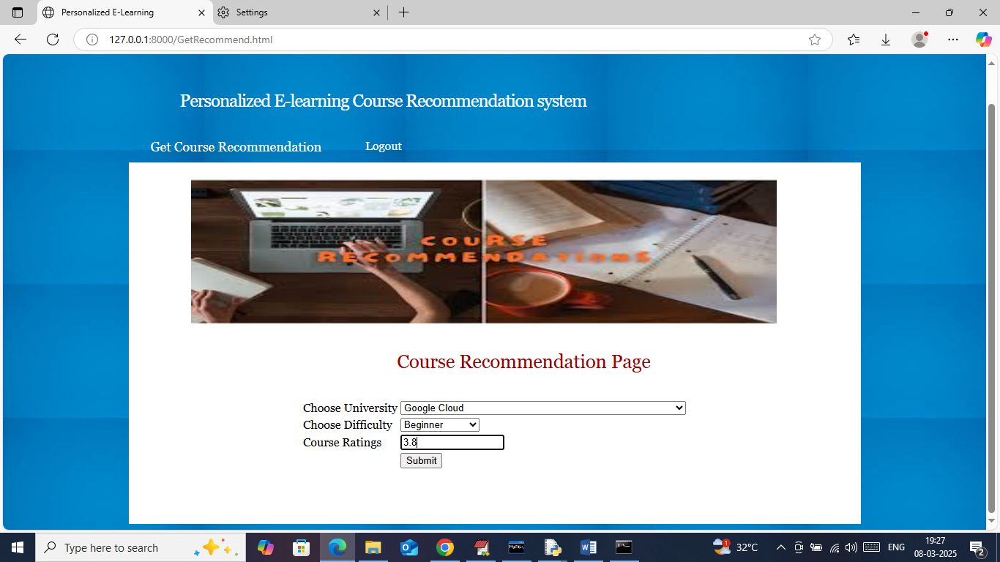 Personalized E-Learning
Settings
127.0.0.1:8000/GetRecommend.html
Personalized E-learning Course Recommendation system
Get Course Recommendation
Logout
COURSE
RECOMMENDATIONS
Course Recommendation Page
Choose University Google Cloud
Choose Difficulty Beginner
Course Ratings 3.8
Submit
Type here to search
1
32°C
ENG
19:27
08-03-2025
2